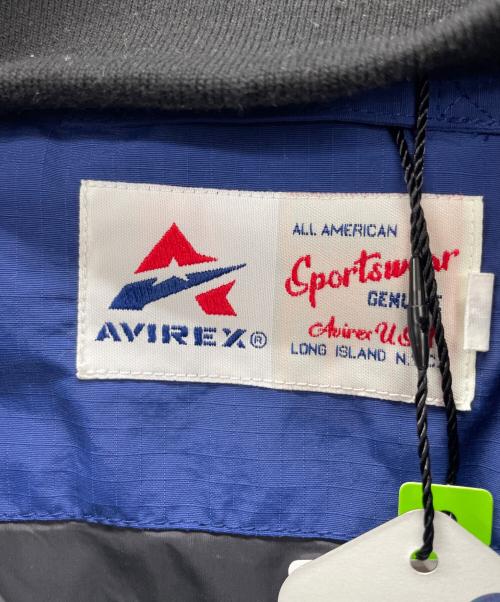 AVIREX®
ALL AMERICAN
Sportswear
GENUINE
Avirex U.S.A.
LONG ISLAND N.Y.